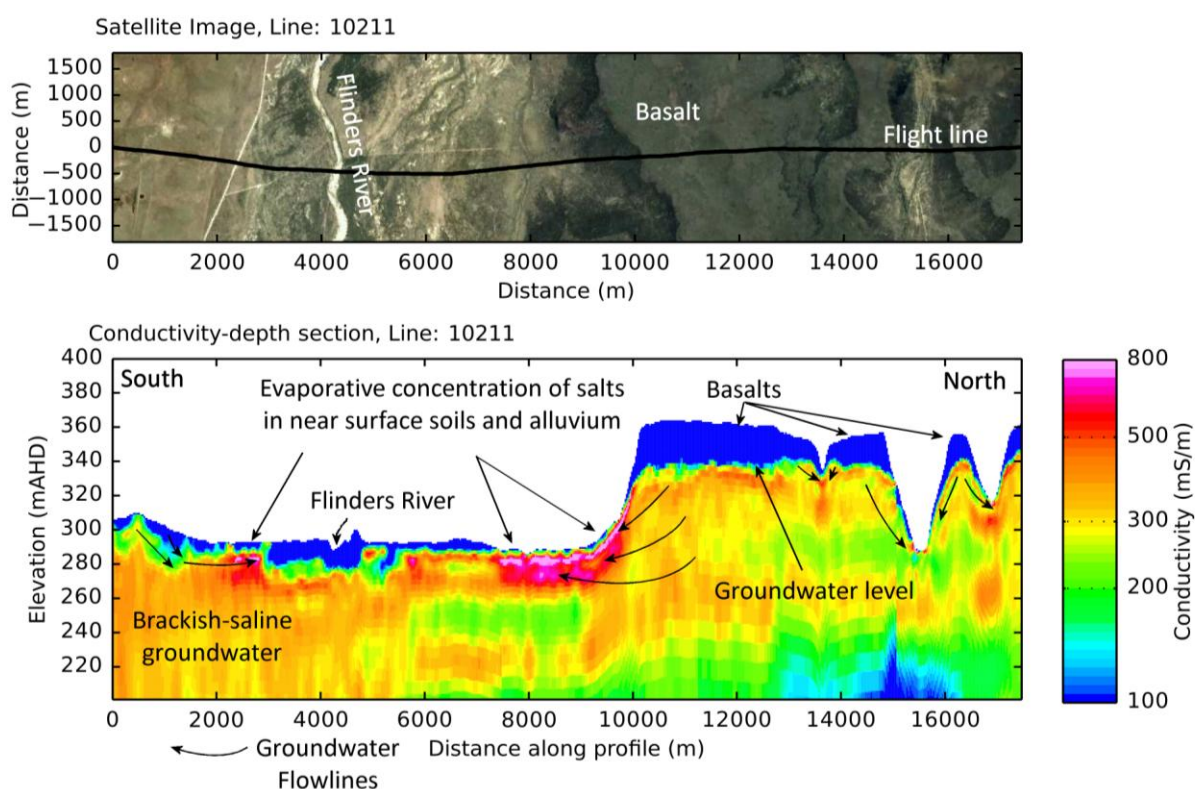 Satellite Image, Line: 10211
Distance (m)
1500
1000
500
0
−500
−1000
−1500
Flinders River
Basalt
Flight line
0 2000 4000 6000 8000 10000 12000 14000 16000
Distance (m)
Conductivity-depth section, Line: 10211
Elevation (mAHD)
400
380
360
340
320
300
280
260
240
220
South
Evaporative concentration of salts
in near surface soils and alluvium
Basalts
North
Flinders River
Groundwater level
Brackish-saline
groundwater
800
500
300
200
100
Conductivity (mS/m)
0 2000 4000 6000 8000 10000 12000 14000 16000
Distance along profile (m)
Groundwater
Flowlines